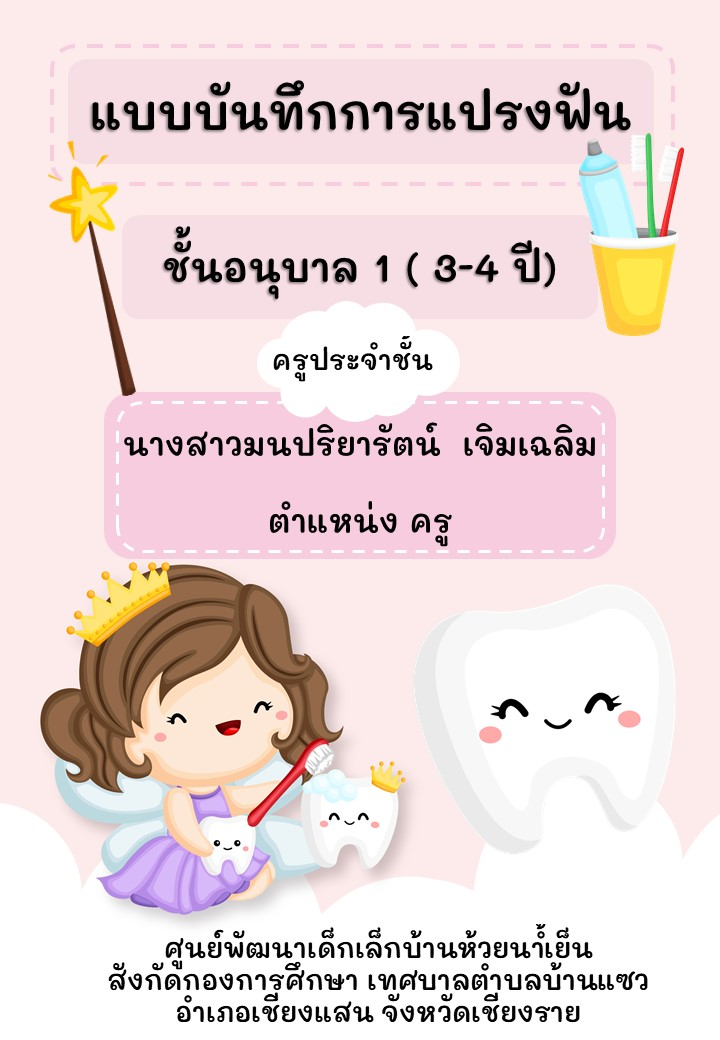 แบบบันทึกการแปรงฟัน
ชั้นอนุบาล 1 ( 3-4 ปี)
ครูประจำชั้น
นางสาวมนปริยารัตน์ เจิมเฉลิม
ตำแหน่ง ครู
ศูนย์พัฒนาเด็กเล็กบ้านห้วยน้ำเย็น
สังกัดกองการศึกษา เทศบาลตำบลบ้านแซว
อำเภอเชียงแสน จังหวัดเชียงราย